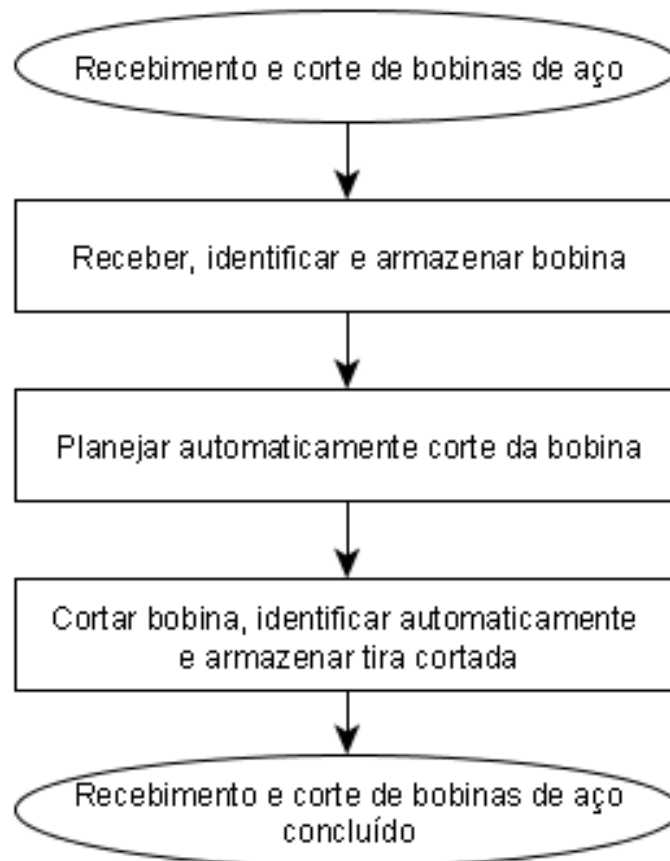 Recebimento e corte de bobinas de aço
Receber, identificar e armazenar bobina
Planejar automaticamente corte da bobina
Cortar bobina, identificar automaticamente
e armazenar tira cortada
Recebimento e corte de bobinas de aço
concluído